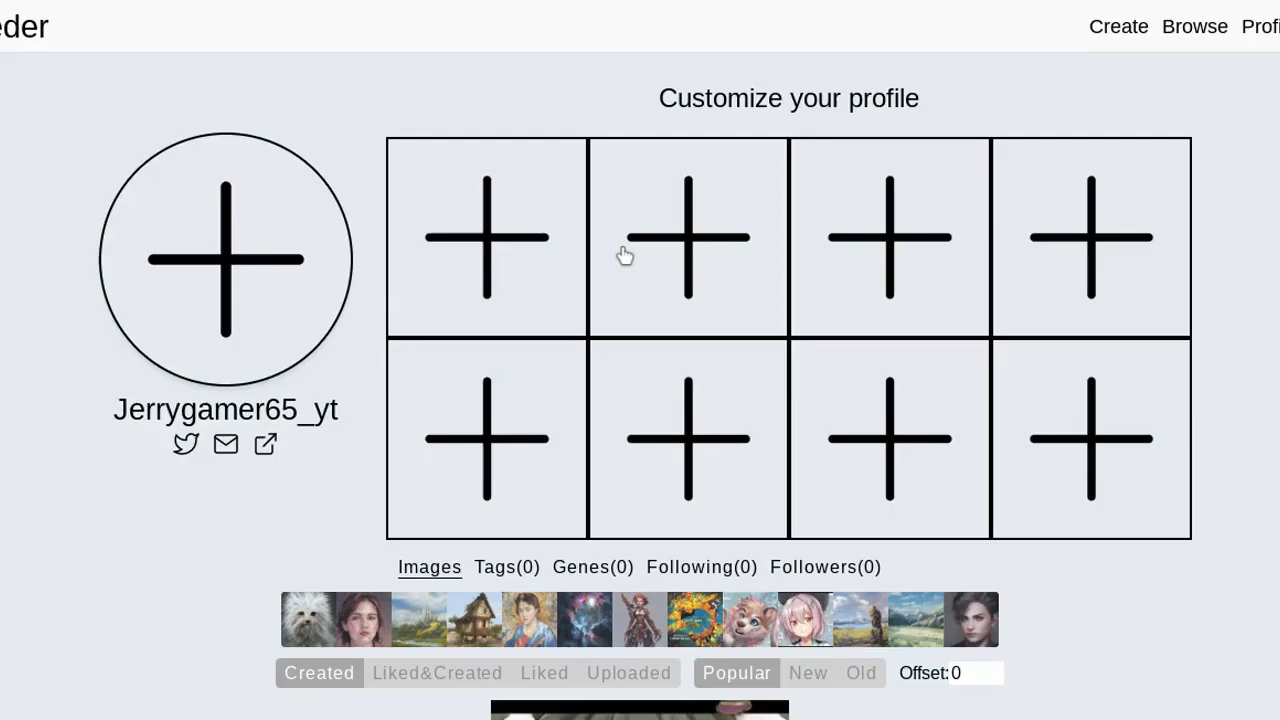 eder
Create Browse Profi
Customize your profile
Jerrygamer65_yt
Images Tags(0) Genes(0) Following(0) Followers(0)
Created Liked&Created Liked Uploaded Popular New Old Offset:0